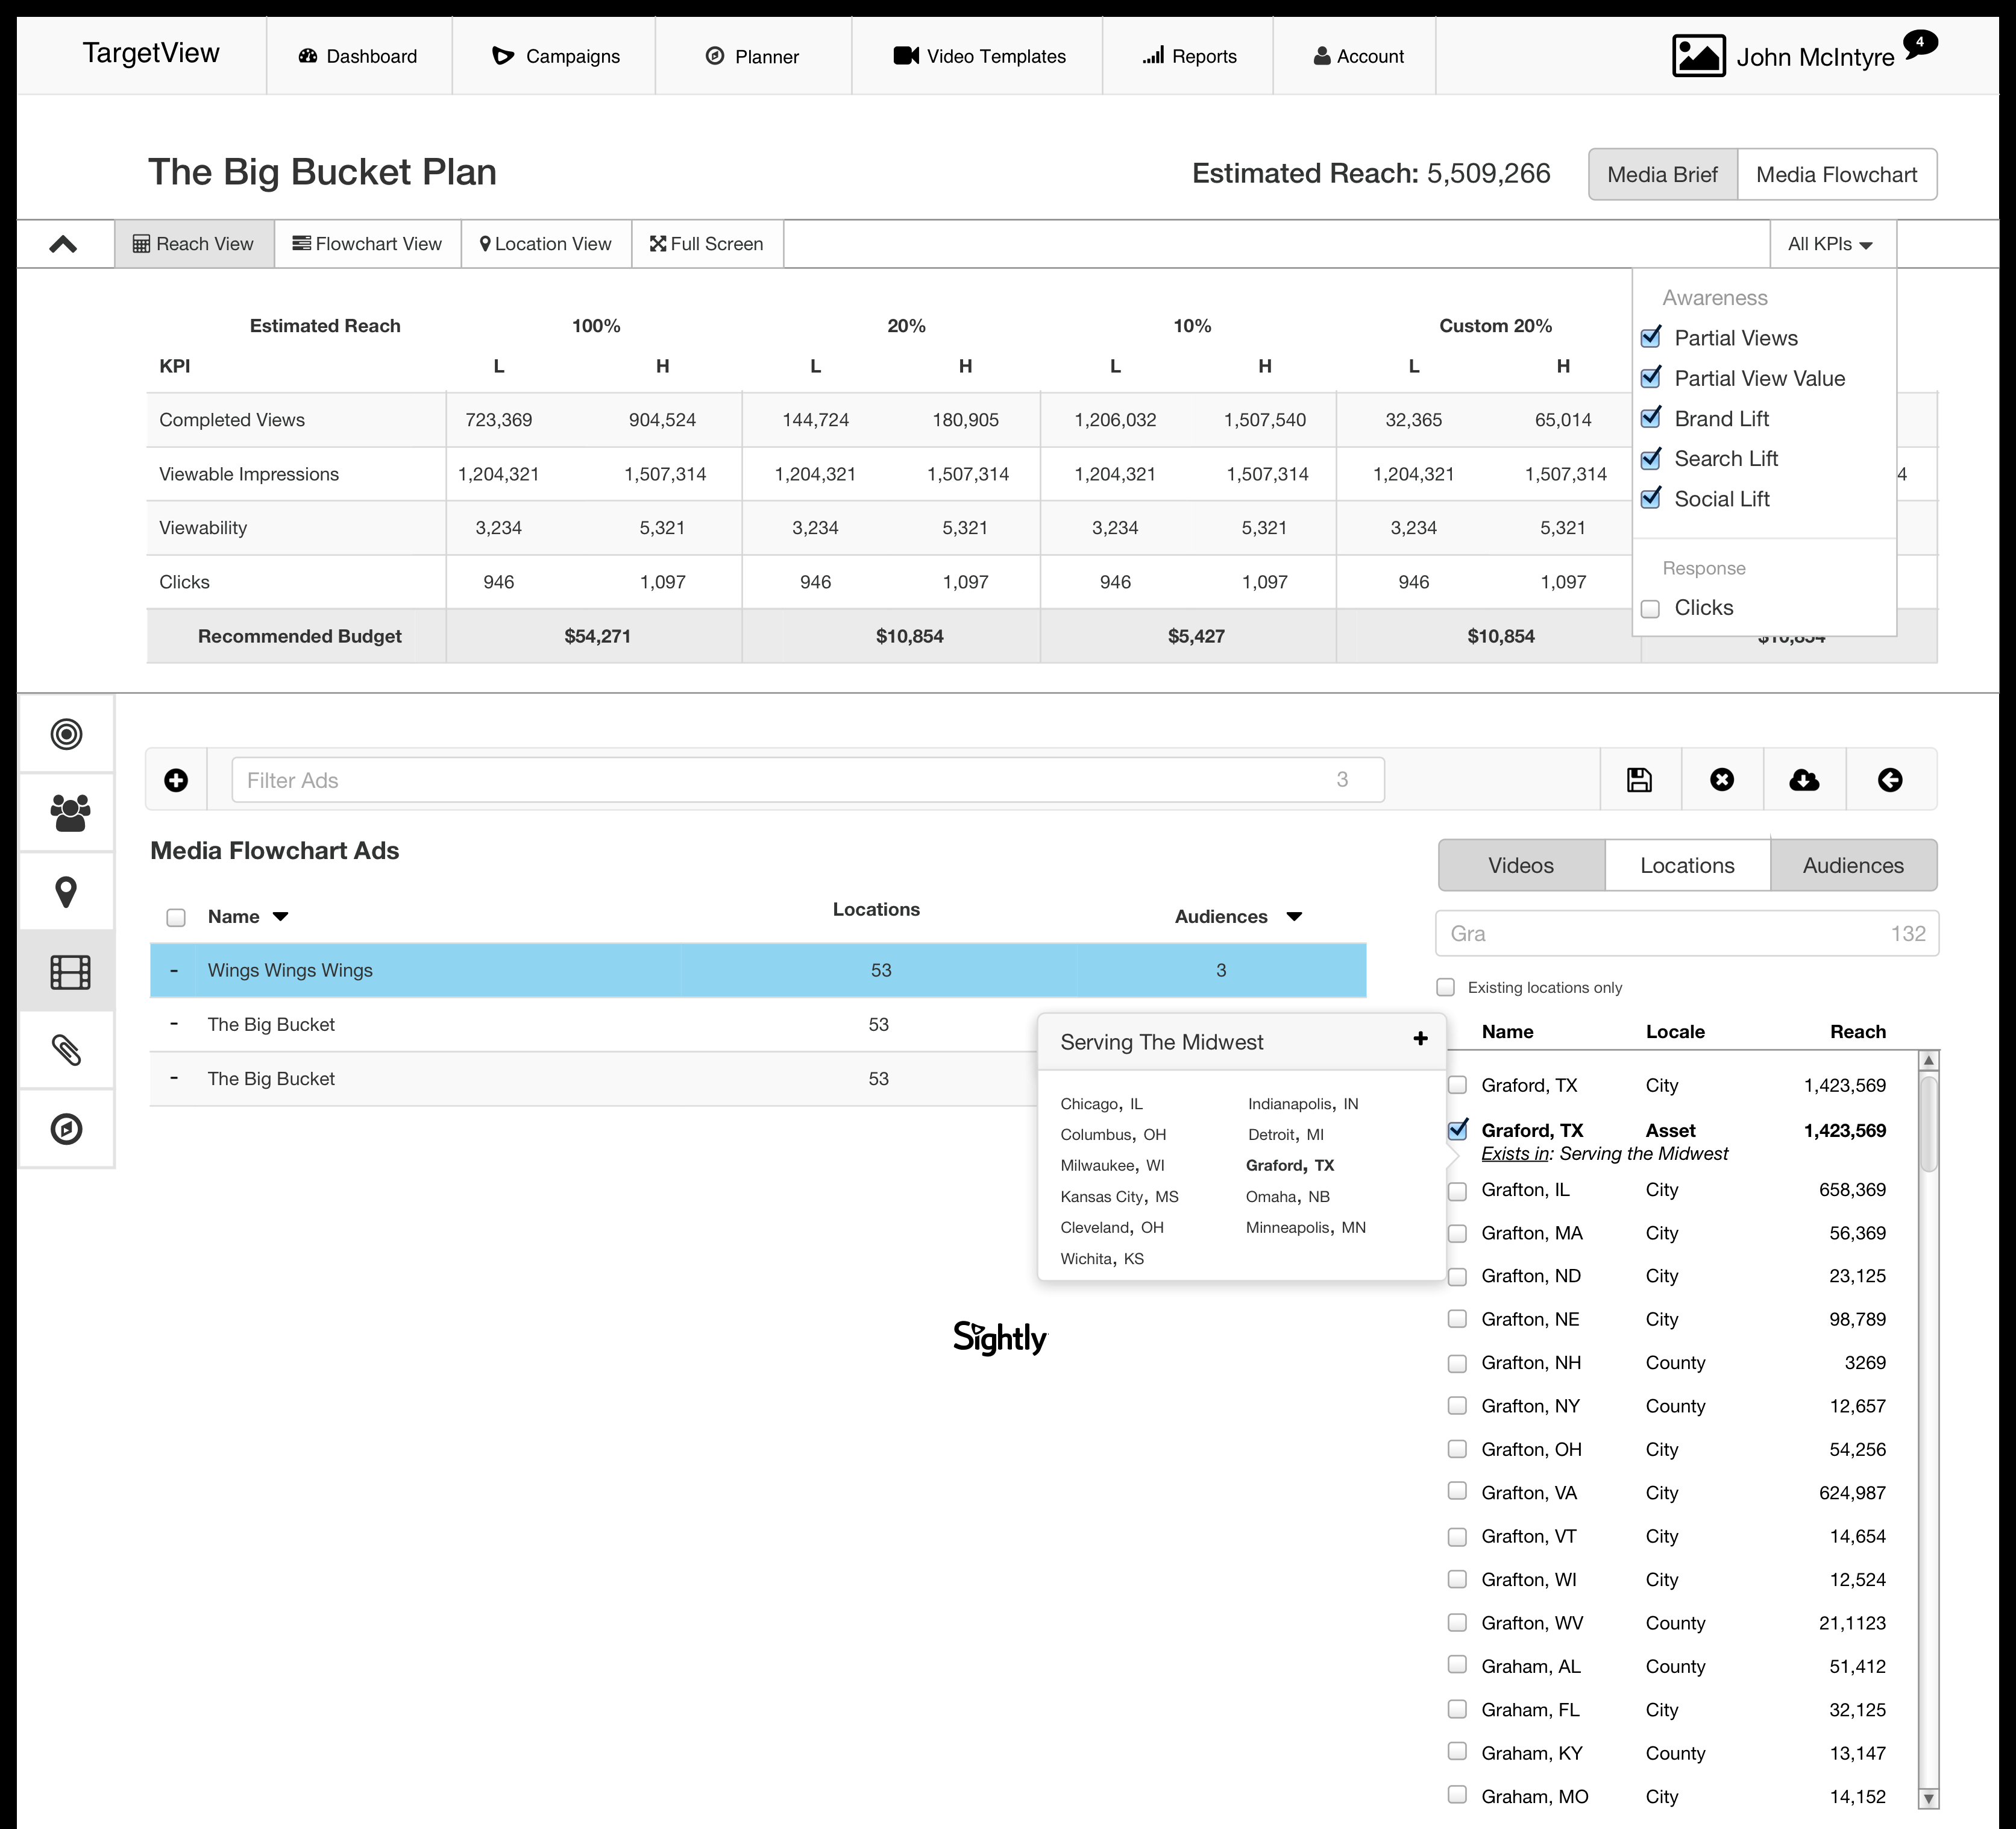 TargetView Dashboard Campaigns Planner Video Templates Reports Account John McIntyre 4
The Big Bucket Plan Estimated Reach: 5,509,266 Media Brief Media Flowchart
Reach View Flowchart View Location View Full Screen All KPIs
Awareness
Partial Views
Partial View Value
Brand Lift
Search Lift
Social Lift
Response
Clicks
Estimated Reach 100% 20% 10% Custom 20%
KPI L H L H L H L H
Completed Views 723,369 904,524 144,724 180,905 1,206,032 1,507,540 32,365 65,014
Viewable Impressions 1,204,321 1,507,314 1,204,321 1,507,314 1,204,321 1,507,314 1,204,321 1,507,314 4
Viewability 3,234 5,321 3,234 5,321 3,234 5,321 3,234 5,321
Clicks 946 1,097 946 1,097 946 1,097 946 1,097
Recommended Budget $54,271 $10,854 $5,427 $10,854 $10,854
Filter Ads 3
Media Flowchart Ads
Name Locations Audiences
- Wings Wings Wings 53 3
- The Big Bucket 53
- The Big Bucket 53
Serving The Midwest
Chicago, IL Indianapolis, IN
Columbus, OH Detroit, MI
Milwaukee, WI Graford, TX
Kansas City, MS Omaha, NB
Cleveland, OH Minneapolis, MN
Wichita, KS
Sightly
Videos Locations Audiences
Gra 132
Existing locations only
Name Locale Reach
Graford, TX City 1,423,569
Graford, TX Asset 1,423,569
Exists in: Serving the Midwest
Grafton, IL City 658,369
Grafton, MA City 56,369
Grafton, ND City 23,125
Grafton, NE City 98,789
Grafton, NH County 3269
Grafton, NY County 12,657
Grafton, OH City 54,256
Grafton, VA City 624,987
Grafton, VT City 14,654
Grafton, WI City 12,524
Grafton, WV County 21,1123
Graham, AL County 51,412
Graham, FL City 32,125
Graham, KY County 13,147
Graham, MO City 14,152